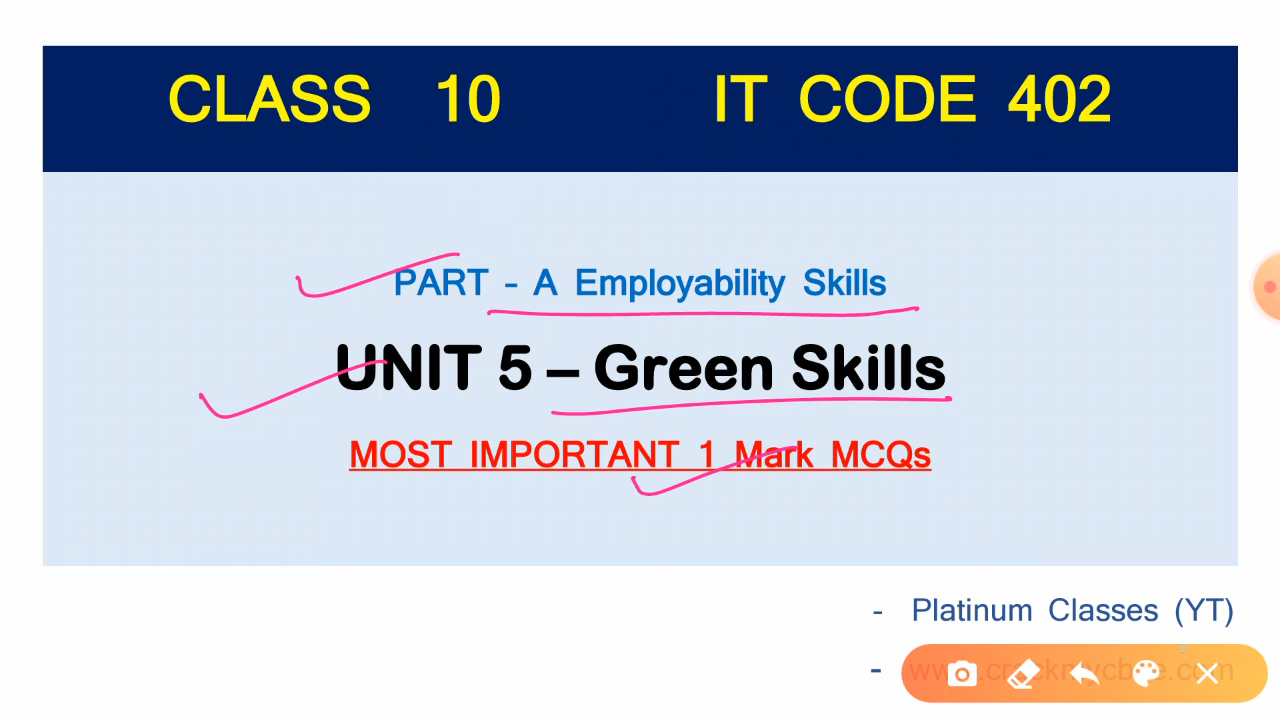 CLASS 10 IT CODE 402
PART - A Employability Skills
UNIT 5 – Green Skills
MOST IMPORTANT 1 Mark MCQs
- Platinum Classes (YT)
-